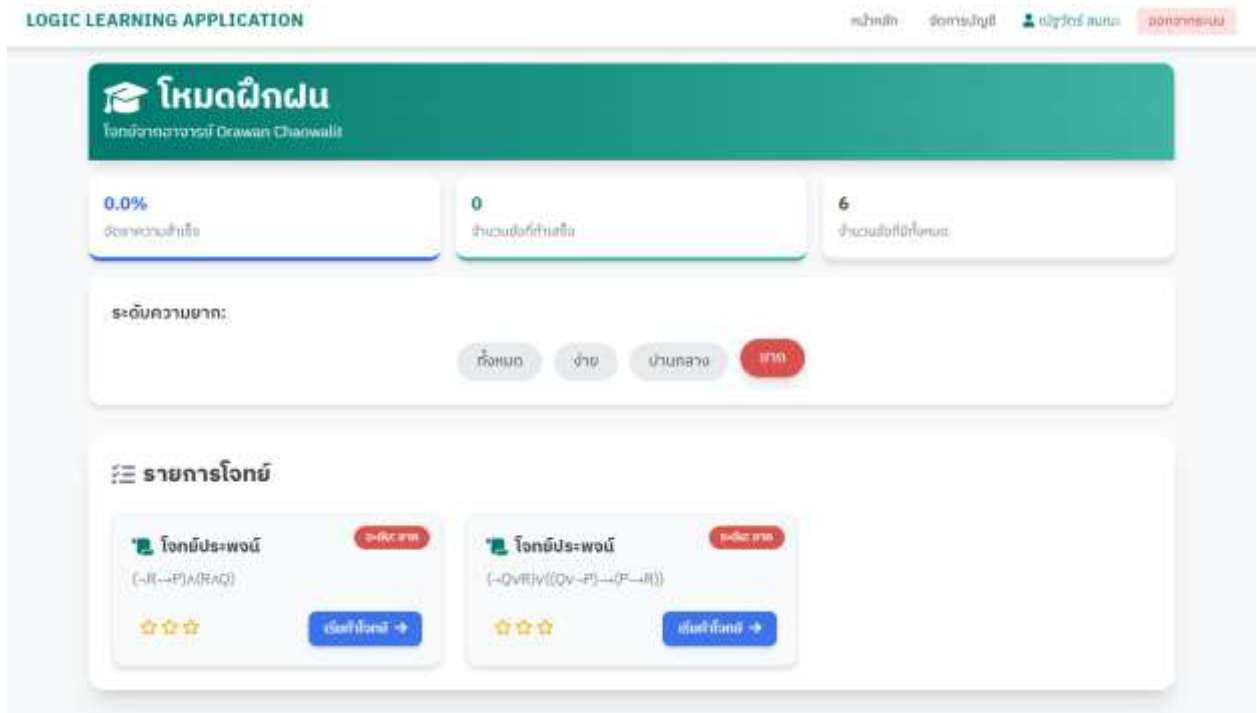 LOGIC LEARNING APPLICATION
หน้าหลัก จัดการบัญชี ออกจากระบบ
โหมดฝึกฝน
โจทย์จากอาจารย์ Orawan Chaowalit
0.0%
อัตราความสำเร็จ
0
จำนวนข้อที่ทำเสร็จ
6
จำนวนข้อที่มีทั้งหมด
ระดับความยาก:
ทั้งหมด ง่าย ปานกลาง ยาก
รายการโจทย์
โจทย์ประพจน์ ระดับ: ยาก
(¬R→P)∧(R∧Q)
เริ่มทำโจทย์ →
โจทย์ประพจน์ ระดับ: ยาก
(¬Q∨R)∨((Q∨¬P)→(P→R))
เริ่มทำโจทย์ →